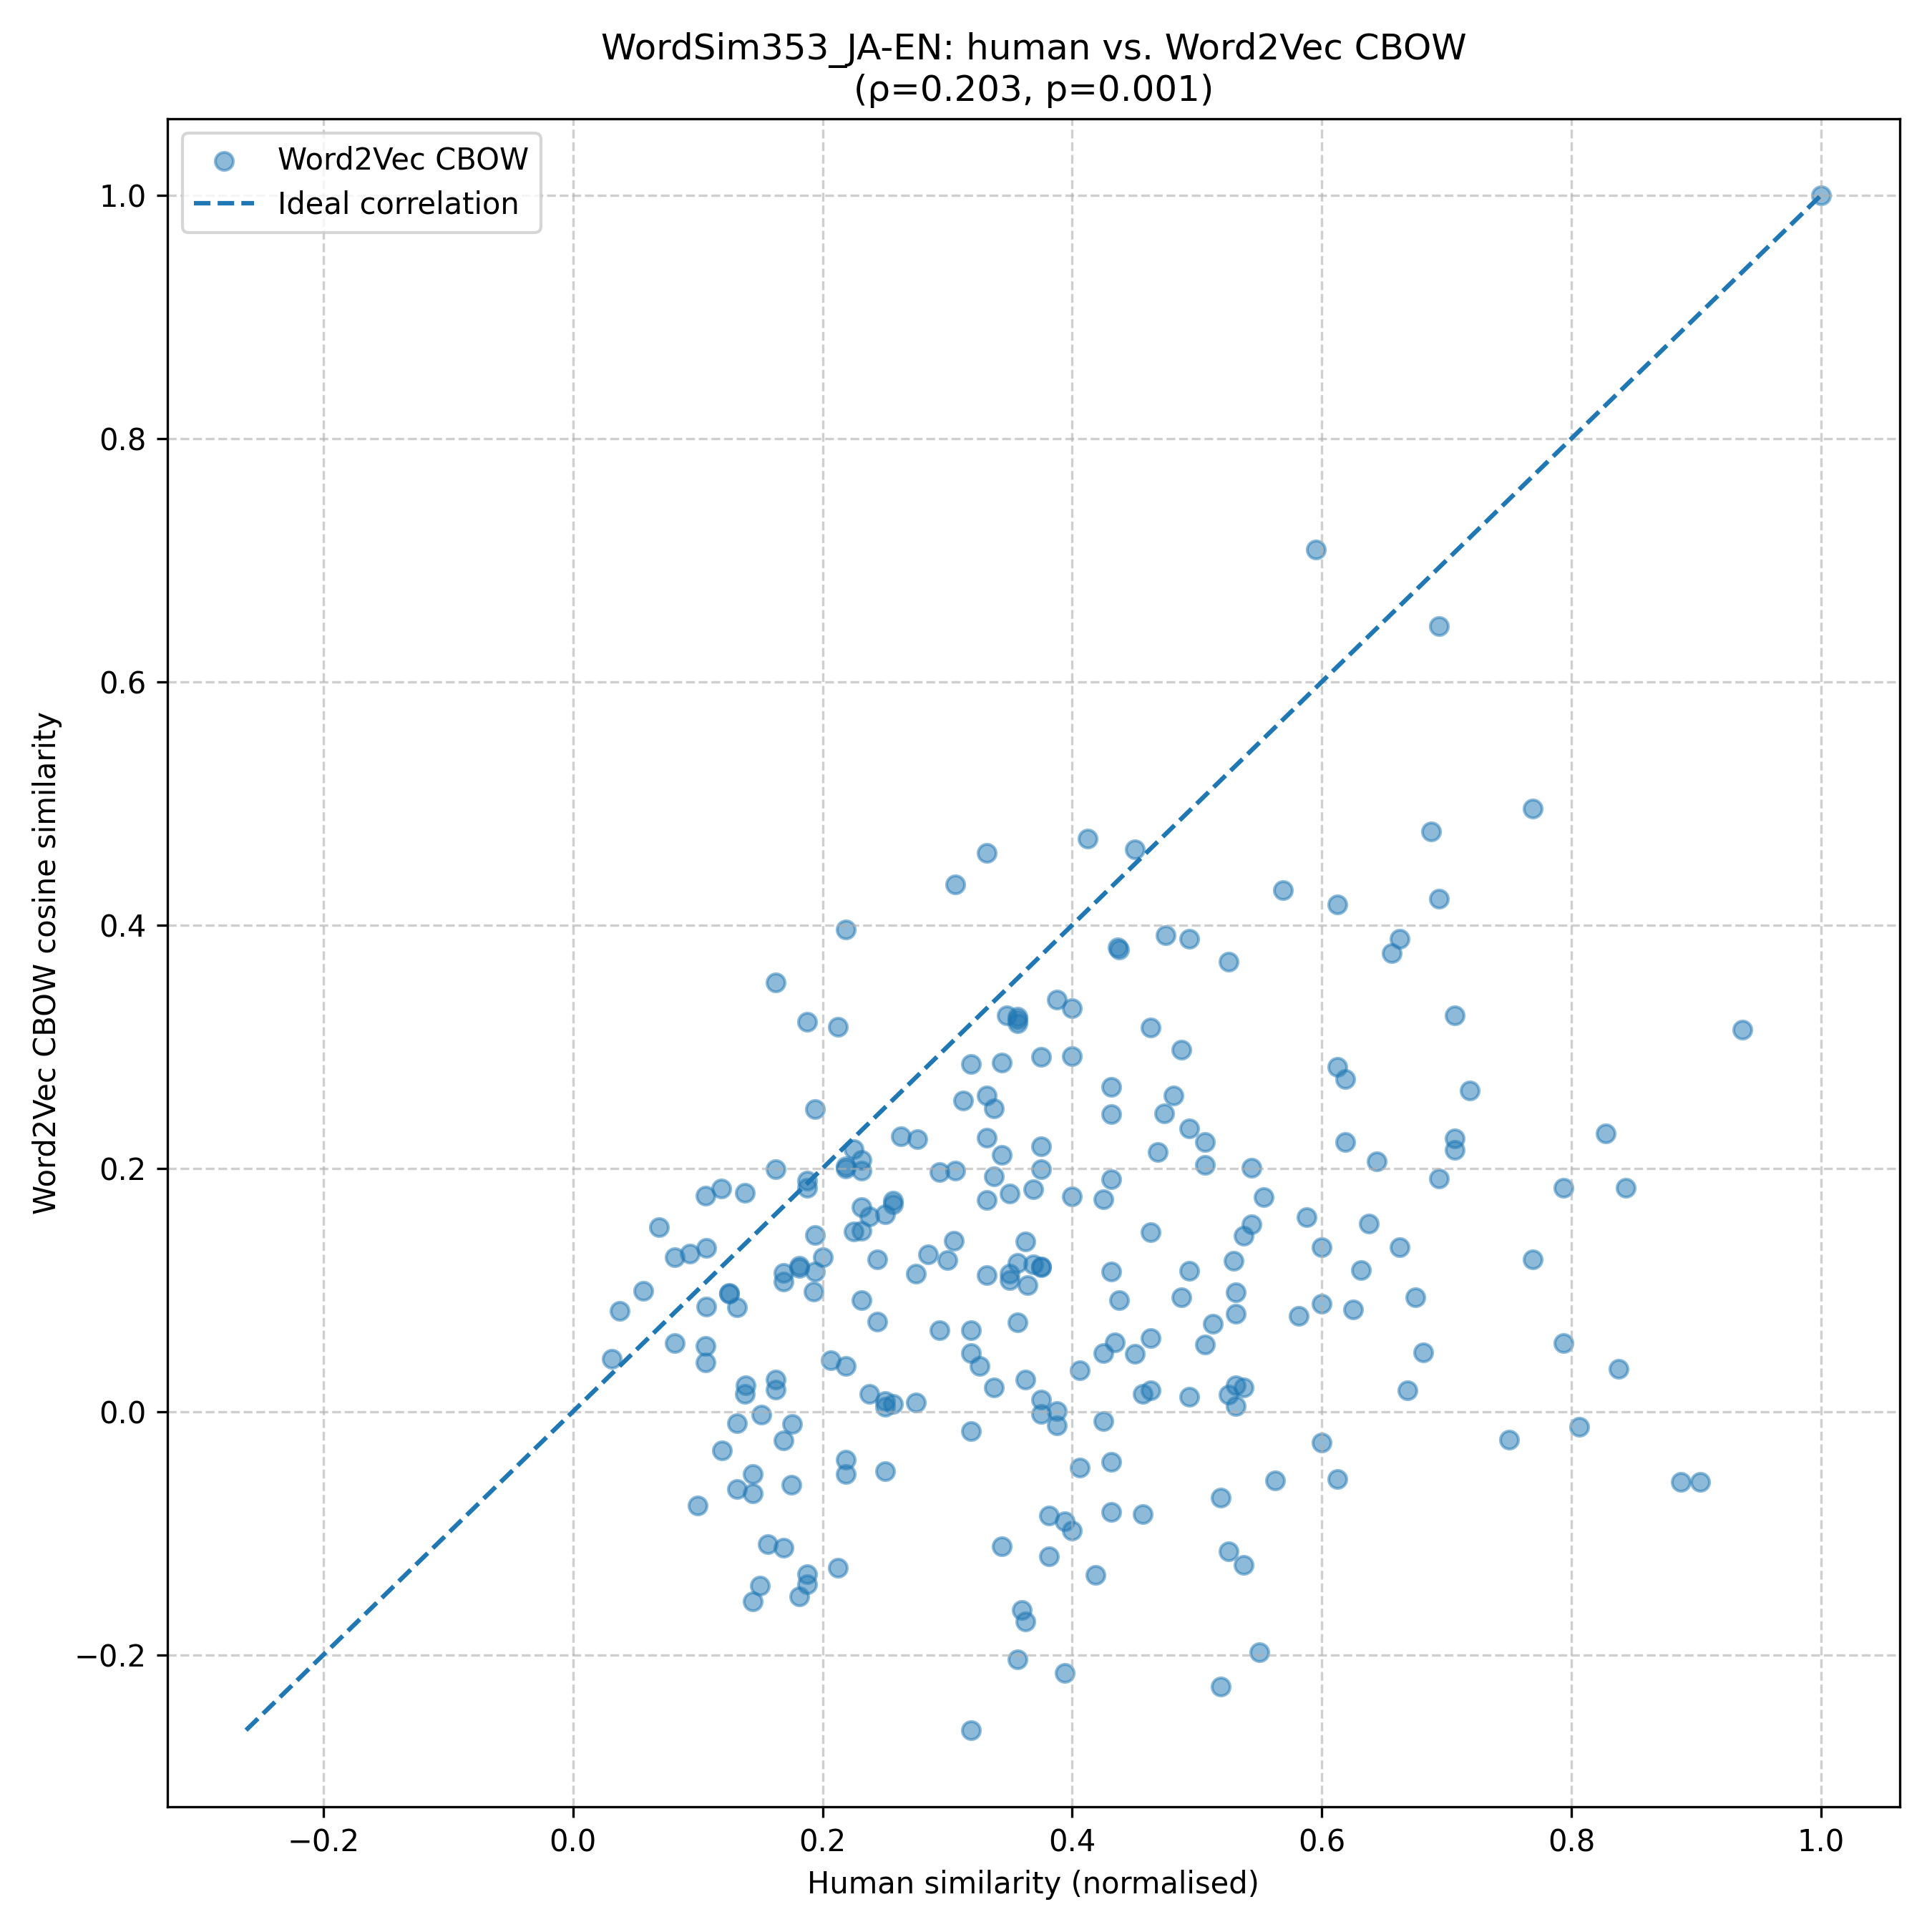 WordSim353_JA-EN: human vs. Word2Vec CBOW
(ρ=0.203, p=0.001)
Word2Vec CBOW
Ideal correlation
Word2Vec CBOW cosine similarity
1.0
0.8
0.6
0.4
0.2
0.0
−0.2
−0.2
0.0
0.2
0.4
0.6
0.8
1.0
Human similarity (normalised)